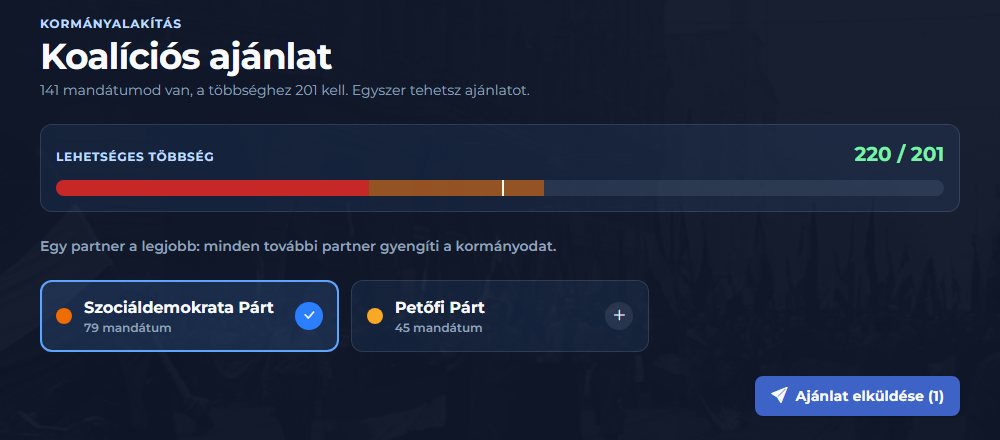 KORMÁNYALAKÍTÁS
Koalíciós ajánlat
141 mandátumod van, a többséghez 201 kell. Egyszer tehetsz ajánlatot.
LEHETSÉGES TÖBBSÉG
220 / 201
Egy partner a legjobb: minden további partner gyengíti a kormányodat.
Szociáldemokrata Párt
79 mandátum
Petőfi Párt
45 mandátum
Ajánlat elküldése (1)